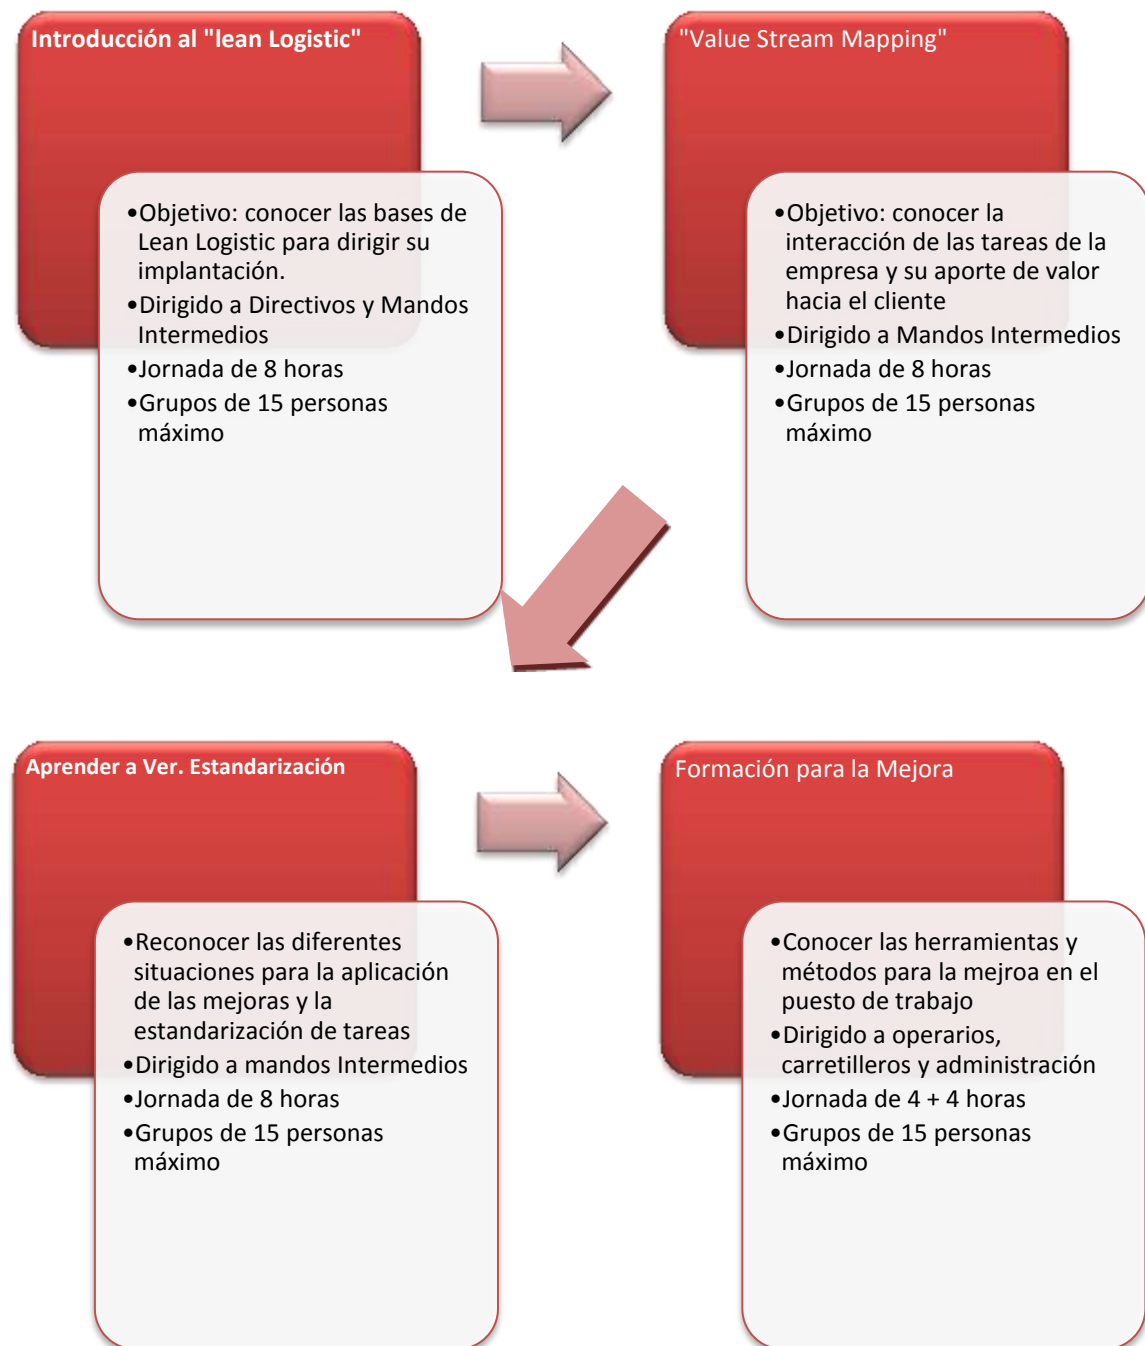 Introducción al "lean Logistic"
•Objetivo: conocer las bases de
Lean Logistic para dirigir su
implantación.
•Dirigido a Directivos y Mandos
Intermedios
•Jornada de 8 horas
•Grupos de 15 personas
máximo
"Value Stream Mapping"
•Objetivo: conocer la
interacción de las tareas de la
empresa y su aporte de valor
hacia el cliente
•Dirigido a Mandos Intermedios
•Jornada de 8 horas
•Grupos de 15 personas
máximo
Aprender a Ver. Estandarización
•Reconocer las diferentes
situaciones para la aplicación
de las mejoras y la
estandarización de tareas
•Dirigido a mandos Intermedios
•Jornada de 8 horas
•Grupos de 15 personas
máximo
Formación para la Mejora
•Conocer las herramientas y
métodos para la mejroa en el
puesto de trabajo
•Dirigido a operarios,
carretilleros y administración
•Jornada de 4 + 4 horas
•Grupos de 15 personas
máximo